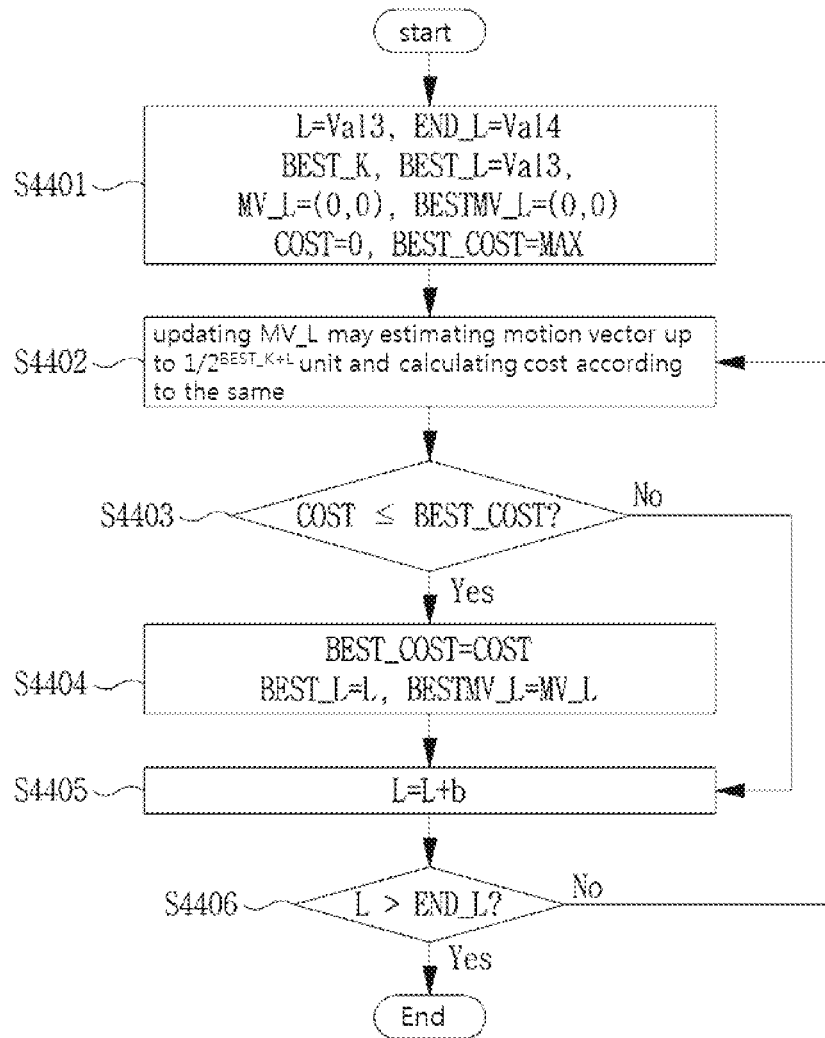 start
S4401
L=Val3, END_L=Val4
BEST_K, BEST_L=Val3,
MV_L=(0,0), BESTMV_L=(0,0)
COST=0, BEST_COST=MAX
S4402
updating MV_L may estimating motion vector up
to 1/2^BEST_K+L unit and calculating cost according
to the same
S4403
COST ≤ BEST_COST?
No
Yes
S4404
BEST_COST=COST
BEST_L=L, BESTMV_L=MV_L
S4405
L=L+b
S4406
L > END_L?
No
Yes
End